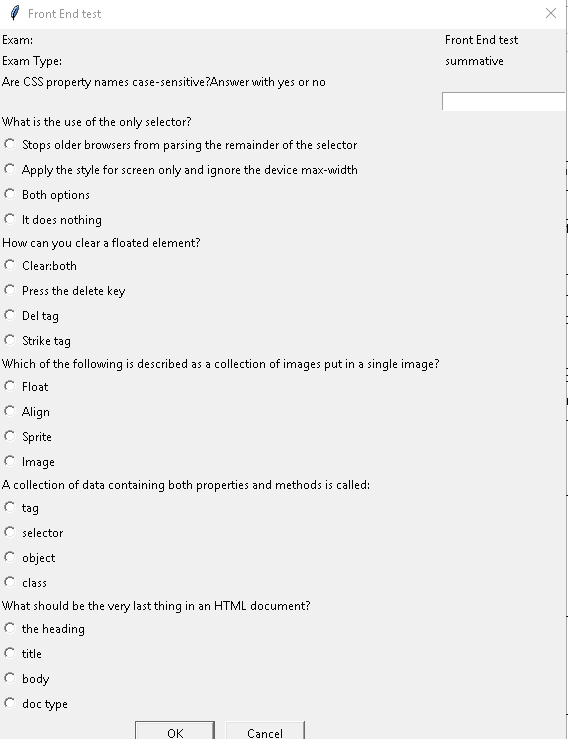 Front End test
Exam: Front End test
Exam Type: summative
Are CSS property names case-sensitive?Answer with yes or no
What is the use of the only selector?
Stops older browsers from parsing the remainder of the selector
Apply the style for screen only and ignore the device max-width
Both options
It does nothing
How can you clear a floated element?
Clear:both
Press the delete key
Del tag
Strike tag
Which of the following is described as a collection of images put in a single image?
Float
Align
Sprite
Image
A collection of data containing both properties and methods is called:
tag
selector
object
class
What should be the very last thing in an HTML document?
the heading
title
body
doc type
OK Cancel